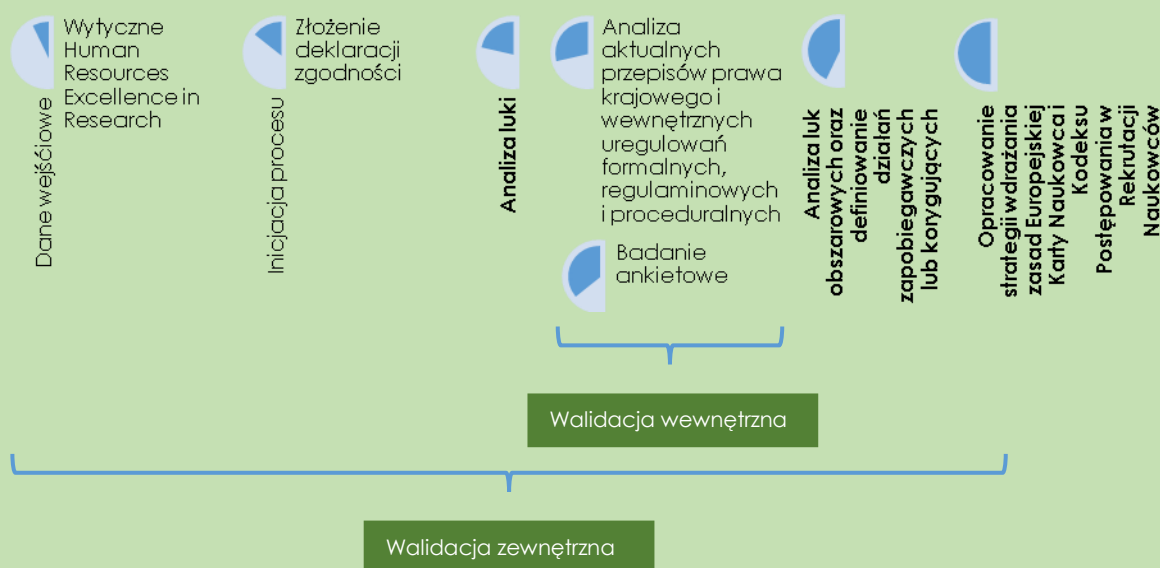 Dane wejściowe
Wytyczne
Human
Resources
Excellence in
Research
Inicjacja procesu
Złożenie
deklaracji
zgodności
Analiza luki
Analiza
aktualnych
przepisów prawa
krajowego i
wewnętrznych
uregulowań
formalnych,
regulaminowych
i proceduralnych
Badanie
ankietowe
Analiza luk
obszarowych oraz
definiowanie
działań
zapobiegawczych
lub korygujących
Opracowanie
strategii wdrażania
zasad Europejskiej
Karty Naukowca i
Kodeksu
Postępowania w
Rekrutacji
Naukowców
Walidacja wewnętrzna
Walidacja zewnętrzna